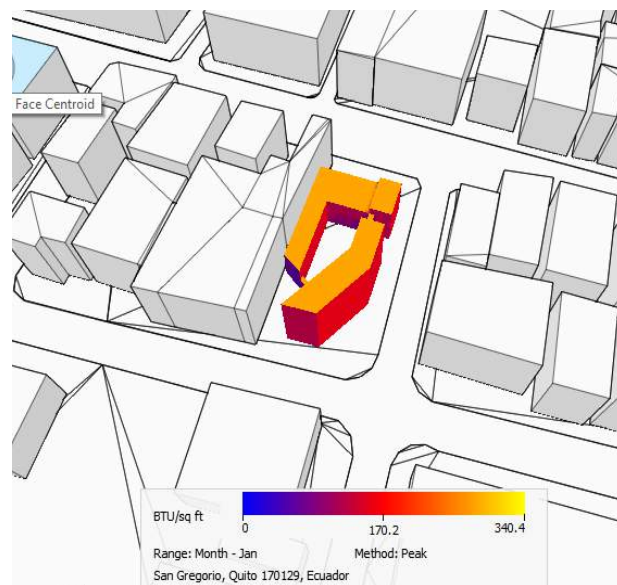 Face Centroid
BTU/sq ft
0 170.2 340.4
Range: Month - Jan Method: Peak
San Gregorio, Quito 170129, Ecuador